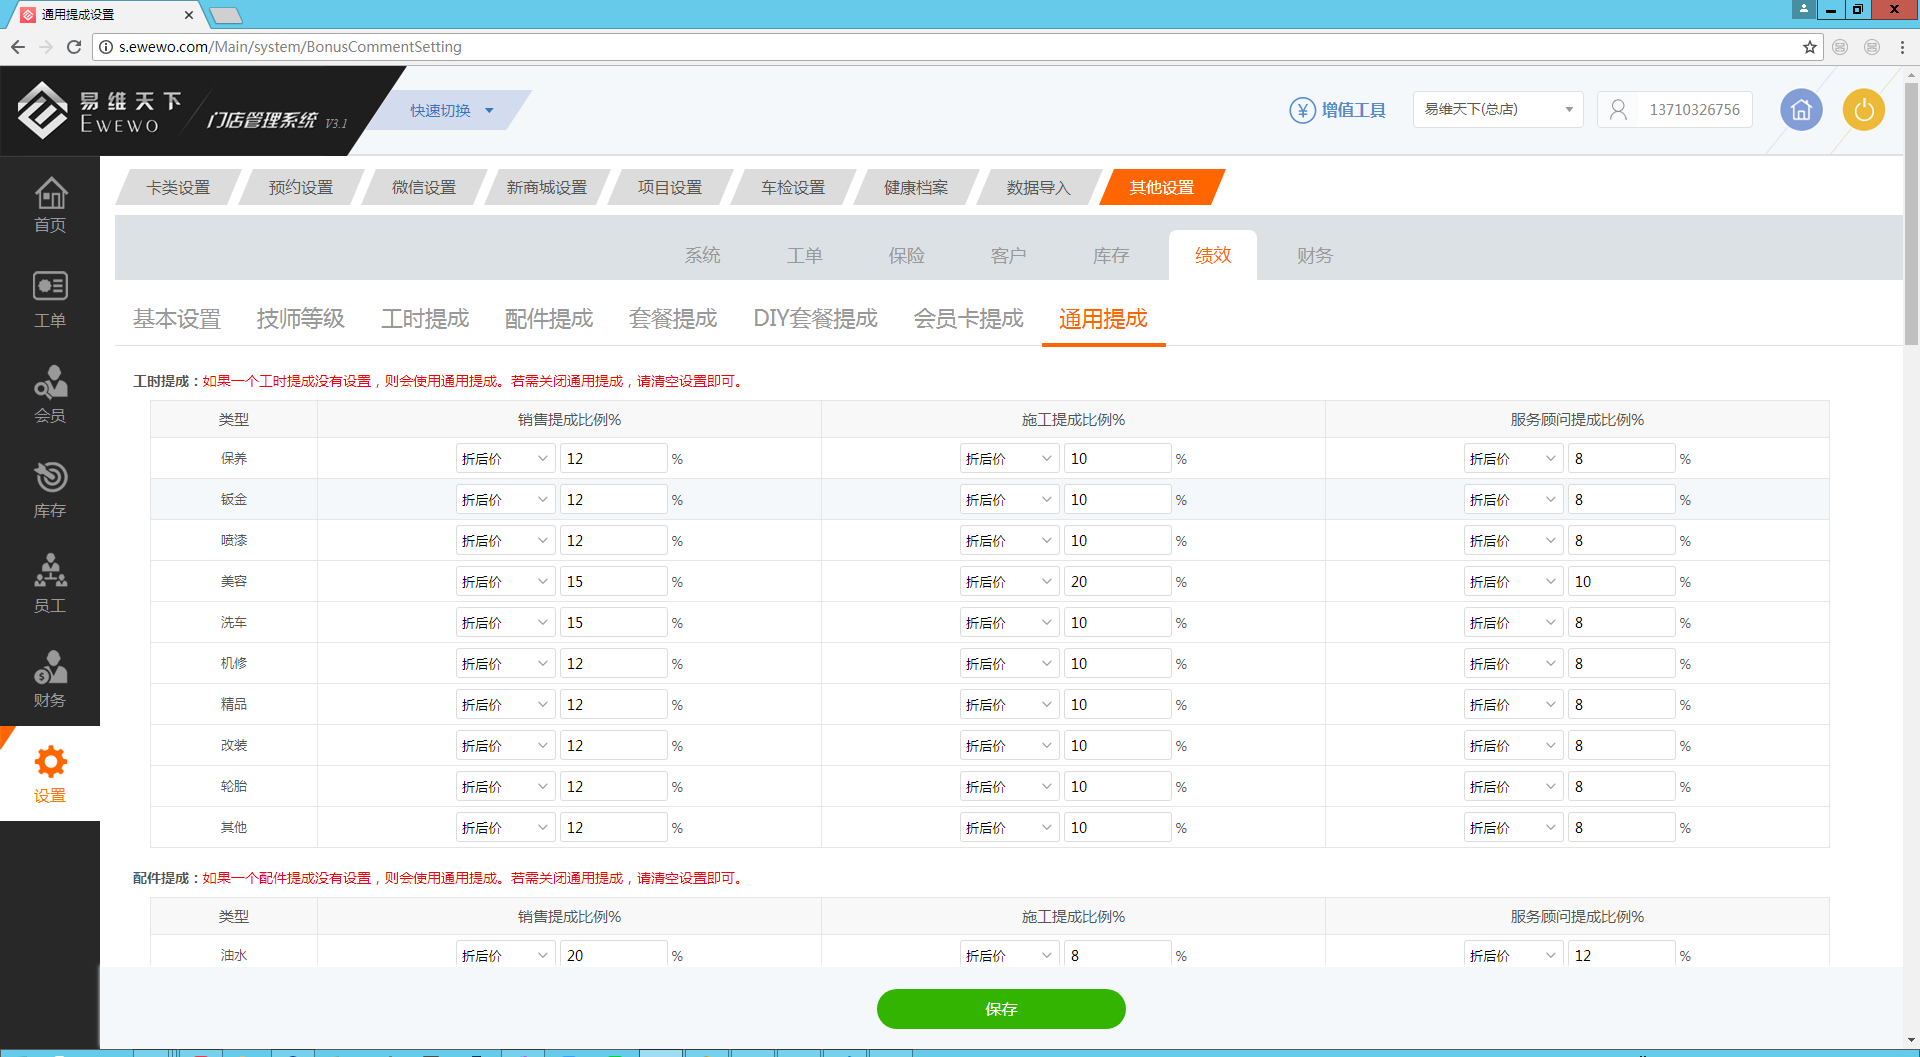 通用提成设置
s.ewewo.com/Main/system/BonusCommentSetting
易维天下
EWEWO
门店管理系统 V3.1
快速切换
增值工具
易维天下(总店)
13710326756
首页
工单
会员
库存
员工
财务
设置
卡类设置 预约设置 微信设置 新商城设置 项目设置 车检设置 健康档案 数据导入 其他设置
系统 工单 保险 客户 库存 绩效 财务
基本设置 技师等级 工时提成 配件提成 套餐提成 DIY套餐提成 会员卡提成 通用提成
工时提成：如果一个工时提成没有设置，则会使用通用提成。若需关闭通用提成，请清空设置即可。
类型 销售提成比例% 施工提成比例% 服务顾问提成比例%
保养 折后价 12 % 折后价 10 % 折后价 8 %
钣金 折后价 12 % 折后价 10 % 折后价 8 %
喷漆 折后价 12 % 折后价 10 % 折后价 8 %
美容 折后价 15 % 折后价 20 % 折后价 10 %
洗车 折后价 15 % 折后价 10 % 折后价 8 %
机修 折后价 12 % 折后价 10 % 折后价 8 %
精品 折后价 12 % 折后价 10 % 折后价 8 %
改装 折后价 12 % 折后价 10 % 折后价 8 %
轮胎 折后价 12 % 折后价 10 % 折后价 8 %
其他 折后价 12 % 折后价 10 % 折后价 8 %
配件提成：如果一个配件提成没有设置，则会使用通用提成。若需关闭通用提成，请清空设置即可。
类型 销售提成比例% 施工提成比例% 服务顾问提成比例%
油水 折后价 20 % 折后价 8 % 折后价 12 %
保存